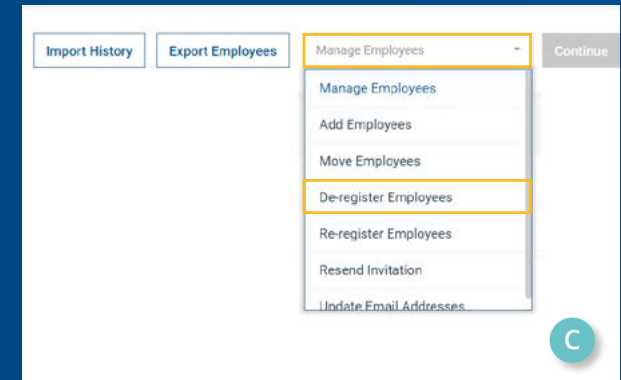 Import History
Export Employees
Manage Employees
Continue
Manage Employees
Add Employees
Move Employees
De-register Employees
Re-register Employees
Resend Invitation
Update Email Addresses
C